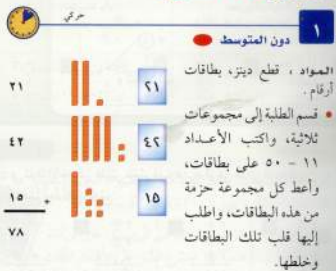 حركي
١
دون المتوسط
المواد ، قطع دينز، بطاقات
أرقام.
• قسم الطلبة إلى مجموعات
ثلاثية، واكتب الأعداد
١١ - ٥٠ على بطاقات،
وأعط كل مجموعة حزمة
من هذه البطاقات، واطلب
إليها قلب تلك البطاقات
وخلطها.
٢١ ٢١
٤٢ ٤٢
١٥ ١٥ +
٧٨